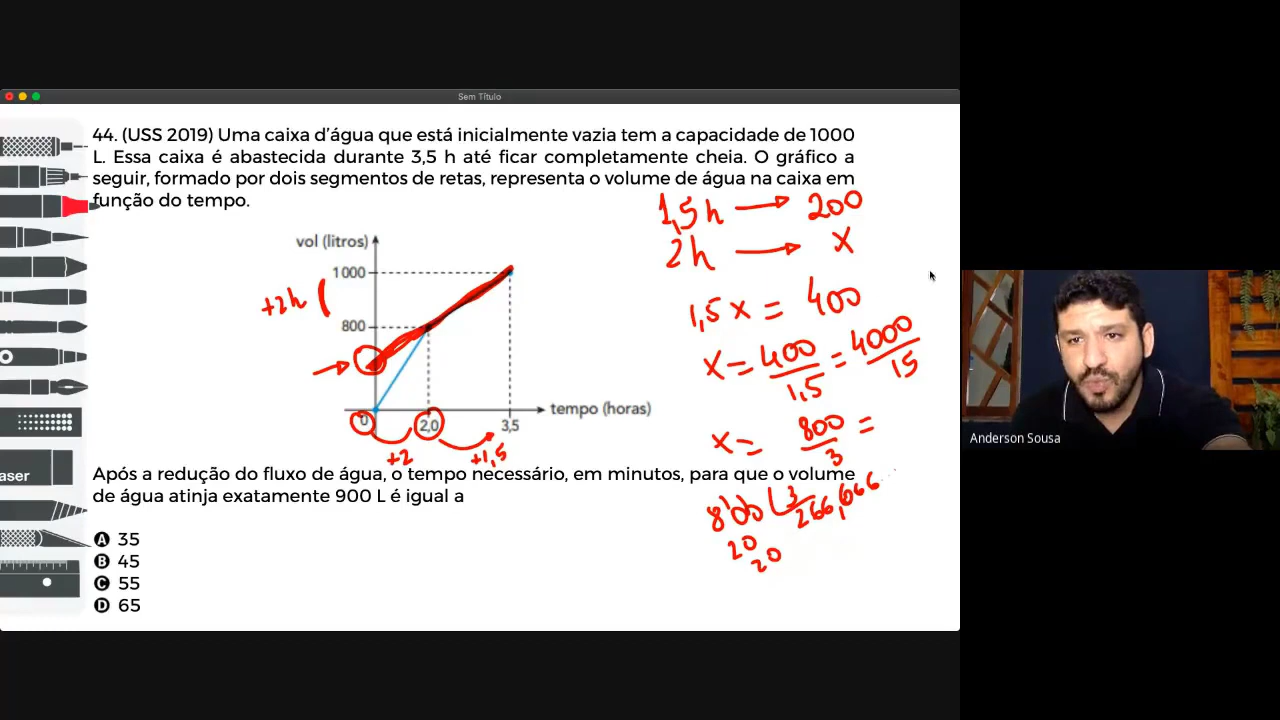 Sem Título
44. (USS 2019) Uma caixa d'água que está inicialmente vazia tem a capacidade de 1000
L. Essa caixa é abastecida durante 3,5 h até ficar completamente cheia. O gráfico a
seguir, formado por dois segmentos de retas, representa o volume de água na caixa em
função do tempo.
1,5h → 200
2h → x
1,5x = 400
x = 400/1,5 = 4000/15
x = 800/3 =
800 3
20 266,666
20
vol (litros)
1000
+2h
800
0 2,0 3,5 tempo (horas)
+2 +1,5
Após a redução do fluxo de água, o tempo necessário, em minutos, para que o volume
de água atinja exatamente 900 L é igual a
A 35
B 45
C 55
D 65
aser
Anderson Sousa